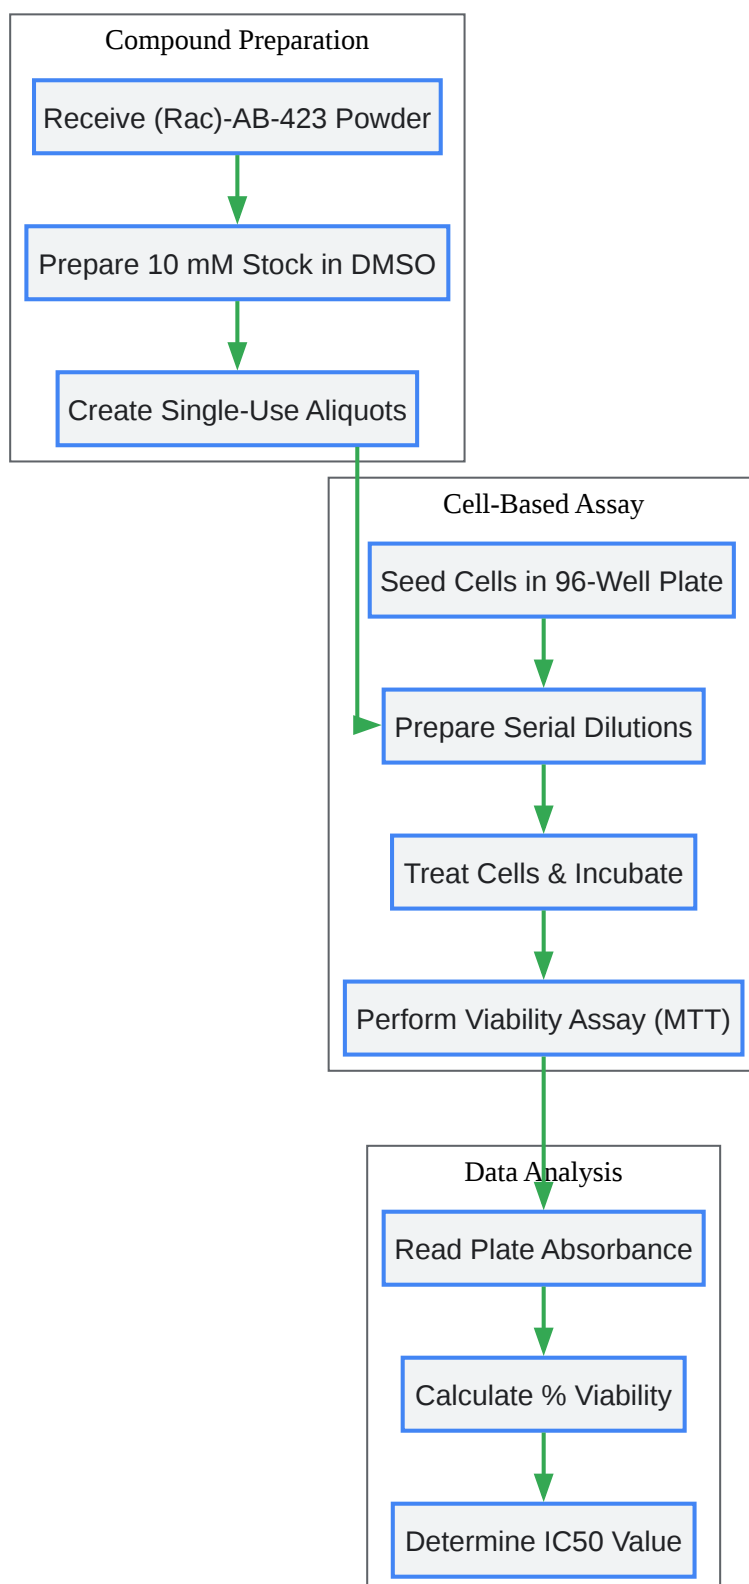 Compound Preparation
Receive (Rac)-AB-423 Powder
Prepare 10 mM Stock in DMSO
Create Single-Use Aliquots
Cell-Based Assay
Seed Cells in 96-Well Plate
Prepare Serial Dilutions
Treat Cells & Incubate
Perform Viability Assay (MTT)
Data Analysis
Read Plate Absorbance
Calculate % Viability
Determine IC50 Value